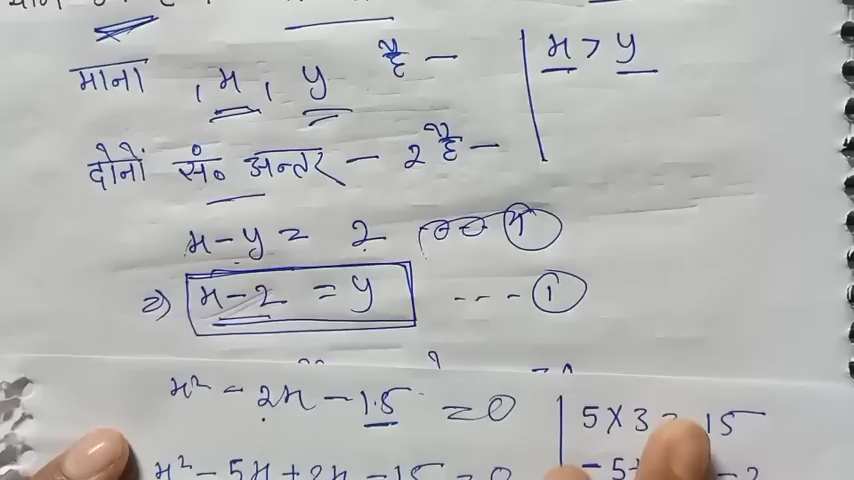 माना , x , y है – | x > y
दोनों सं० अन्तर – 2 है –
x - y = 2
⇒ x - 2 = y ---- ①
x² - 2x - 15 = 0 | 5 x 3 = 15
x² - 5x + 3x - 15 = 0